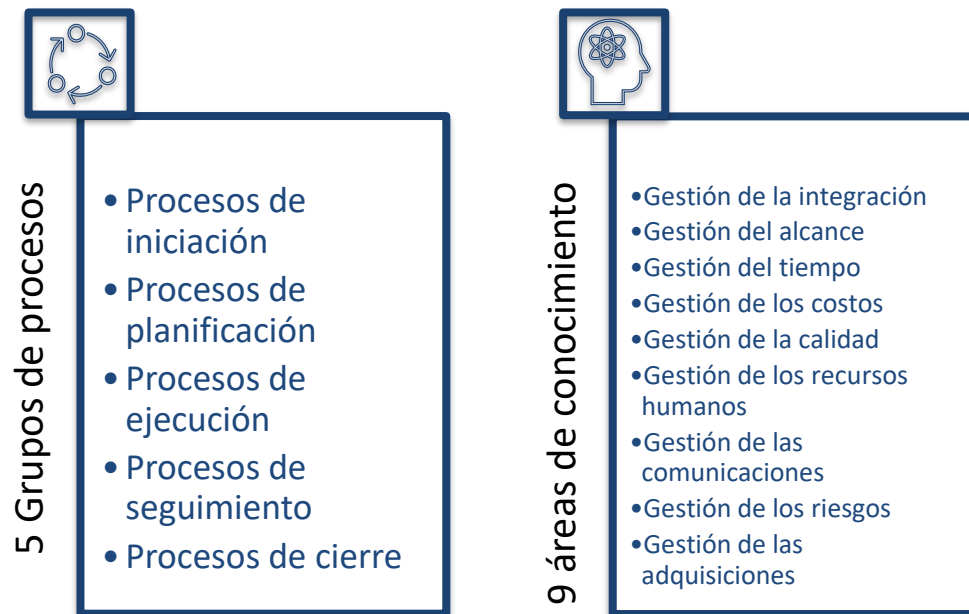 5 Grupos de procesos
• Procesos de
iniciación
• Procesos de
planificación
• Procesos de
ejecución
• Procesos de
seguimiento
• Procesos de cierre
9 áreas de conocimiento
•Gestión de la integración
•Gestión del alcance
•Gestión del tiempo
•Gestión de los costos
•Gestión de la calidad
•Gestión de los recursos
humanos
•Gestión de las
comunicaciones
•Gestión de los riesgos
•Gestión de las
adquisiciones